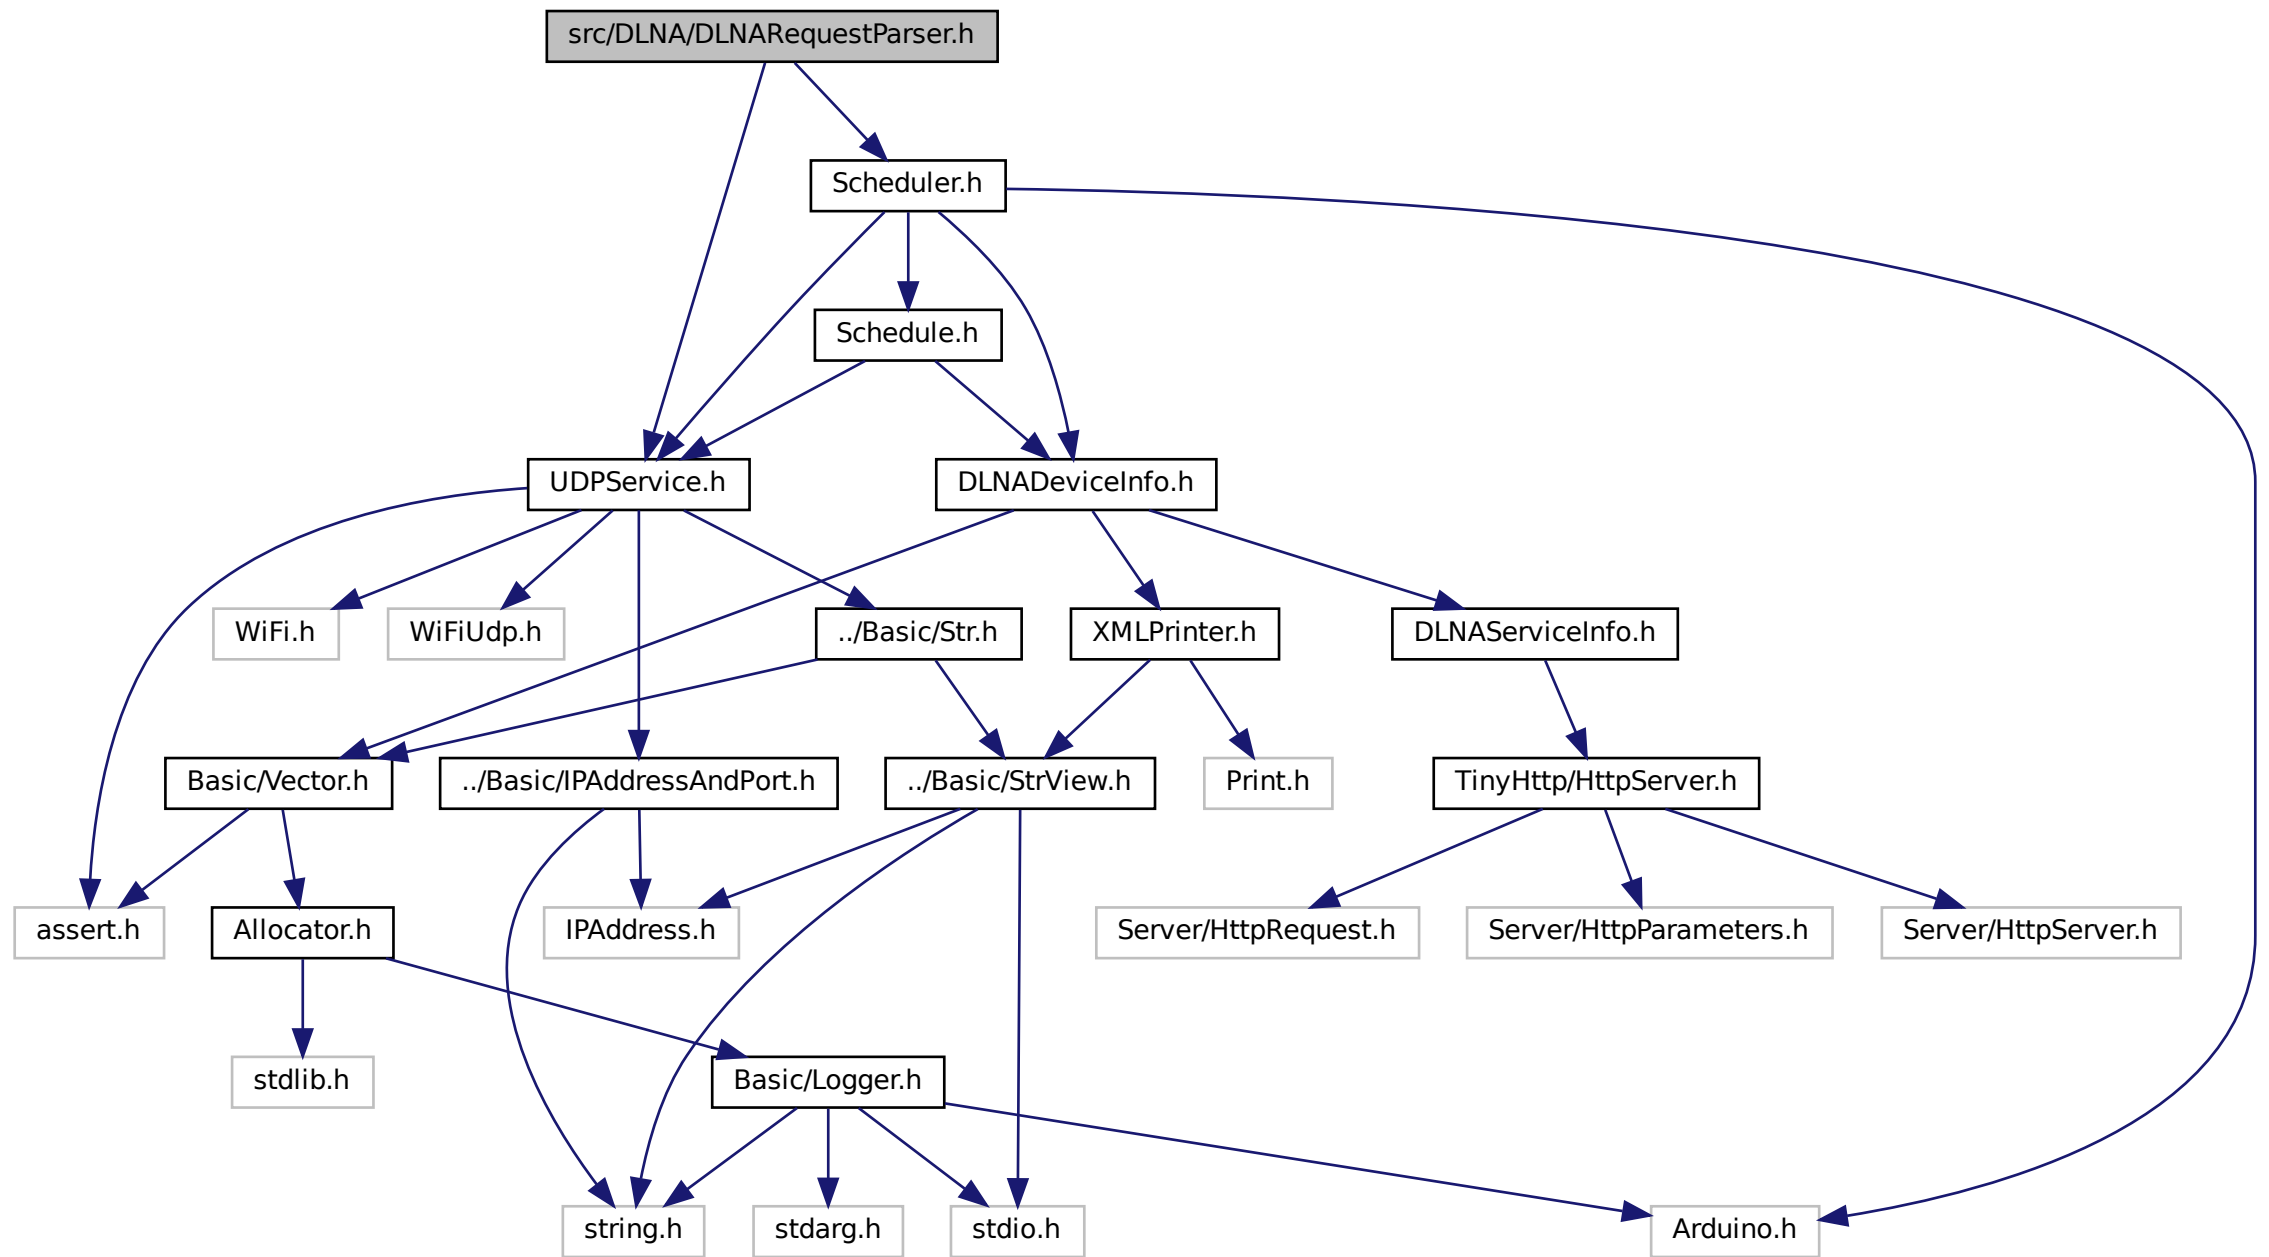 src/DLNA/DLNARequestParser.h
Scheduler.h
Schedule.h
UDPService.h
DLNADeviceInfo.h
WiFi.h
WiFiUdp.h
../Basic/Str.h
XMLPrinter.h
DLNAServiceInfo.h
Basic/Vector.h
../Basic/IPAddressAndPort.h
../Basic/StrView.h
Print.h
TinyHttp/HttpServer.h
assert.h
Allocator.h
IPAddress.h
Server/HttpRequest.h
Server/HttpParameters.h
Server/HttpServer.h
stdlib.h
Basic/Logger.h
string.h
stdarg.h
stdio.h
Arduino.h